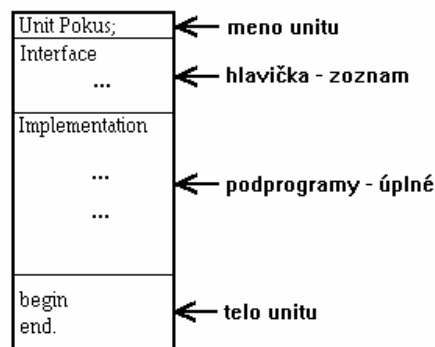 Unit Pokus;
meno unitu
Interface
hlavička - zoznam
...
Implementation
...
podprogramy - úplné
...
begin
telo unitu
end.